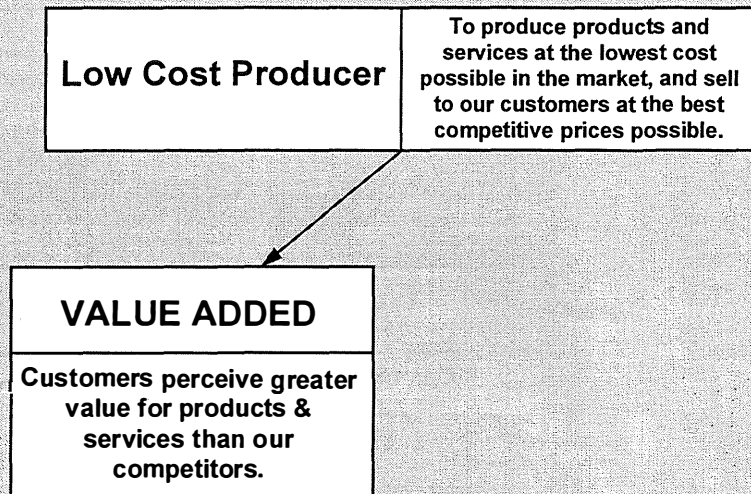 Low Cost Producer
To produce products and
services at the lowest cost
possible in the market, and sell
to our customers at the best
competitive prices possible.
VALUE ADDED
Customers perceive greater
value for products &
services than our
competitors.